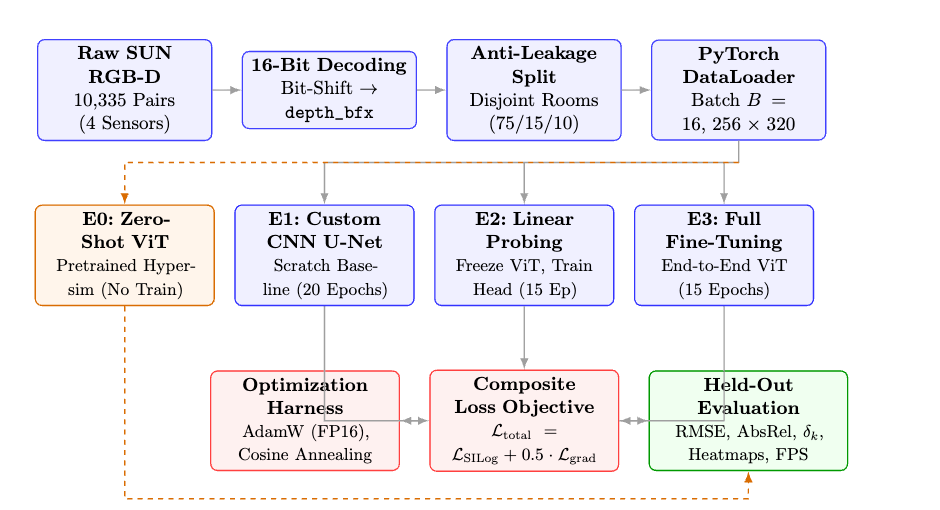 Raw SUN
RGB-D
10,335 Pairs
(4 Sensors)
16-Bit Decoding
Bit-Shift →
depth_bfx
Anti-Leakage
Split
Disjoint Rooms
(75/15/10)
PyTorch
DataLoader
Batch B =
16, 256 × 320
E0: Zero-
Shot ViT
Pretrained Hyper-
sim (No Train)
E1: Custom
CNN U-Net
Scratch Base-
line (20 Epochs)
E2: Linear
Probing
Freeze ViT, Train
Head (15 Ep)
E3: Full
Fine-Tuning
End-to-End ViT
(15 Epochs)
Optimization
Harness
AdamW (FP16),
Cosine Annealing
Composite
Loss Objective
ℒ_total =
ℒ_SILog + 0.5 · ℒ_grad
Held-Out
Evaluation
RMSE, AbsRel, δ_k,
Heatmaps, FPS